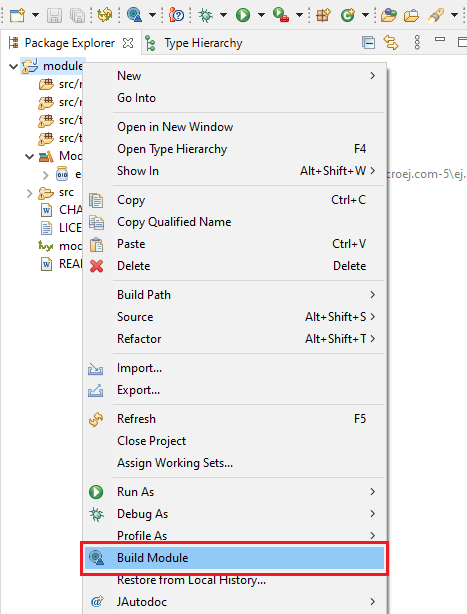 Package Explorer
Type Hierarchy
module
src/
src/
src/t
src/t
Mod
e
croej.com-5\ej.
src
CHA
LICE
mod
REA
New
Go Into
Open in New Window
Open Type Hierarchy F4
Show In Alt+Shift+W
Copy Ctrl+C
Copy Qualified Name
Paste Ctrl+V
Delete Delete
Build Path
Source Alt+Shift+S
Refactor Alt+Shift+T
Import...
Export...
Refresh F5
Close Project
Assign Working Sets...
Run As
Debug As
Profile As
Build Module
Restore from Local History...
JAutodoc